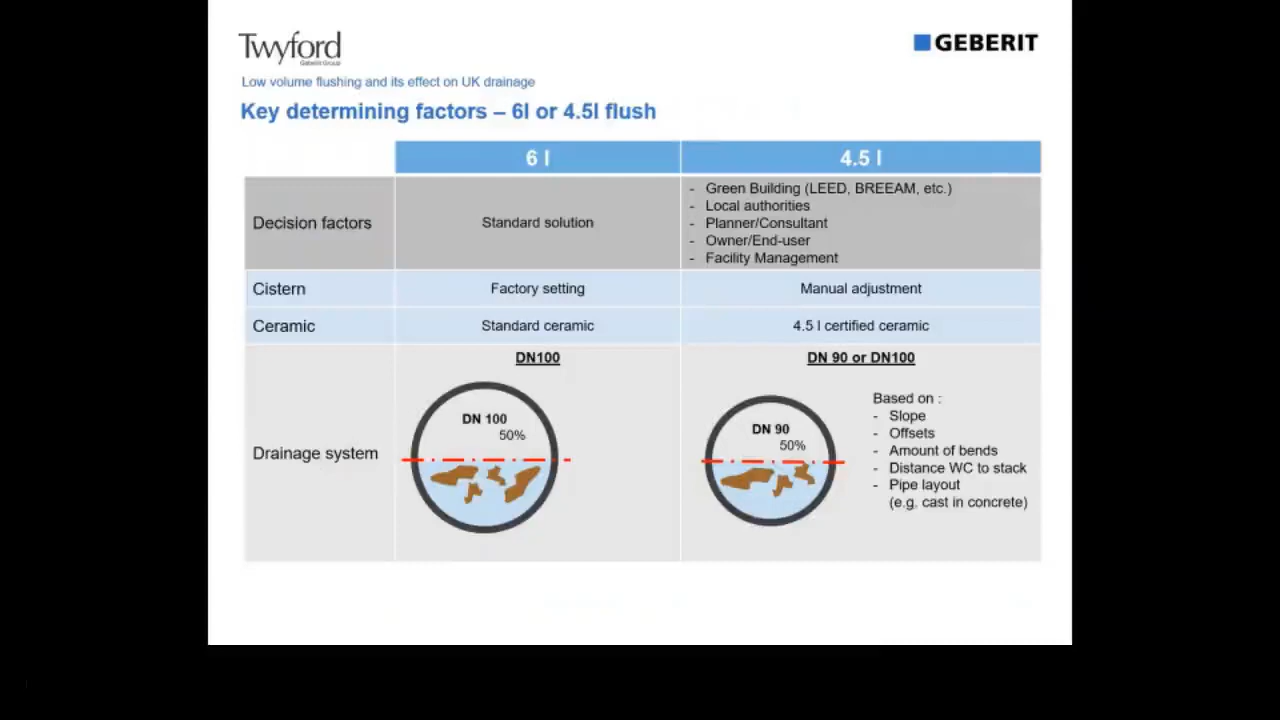 Twyford
Geberit Group
GEBERIT
Low volume flushing and its effect on UK drainage
Key determining factors – 6l or 4.5l flush
6 l
4.5 l
Decision factors
Standard solution
- Green Building (LEED, BREEAM, etc.)
- Local authorities
- Planner/Consultant
- Owner/End-user
- Facility Management
Cistern
Factory setting
Manual adjustment
Ceramic
Standard ceramic
4.5 l certified ceramic
Drainage system
DN100
DN 100
50%
DN 90 or DN100
DN 90
50%
Based on :
- Slope
- Offsets
- Amount of bends
- Distance WC to stack
- Pipe layout
(e.g. cast in concrete)